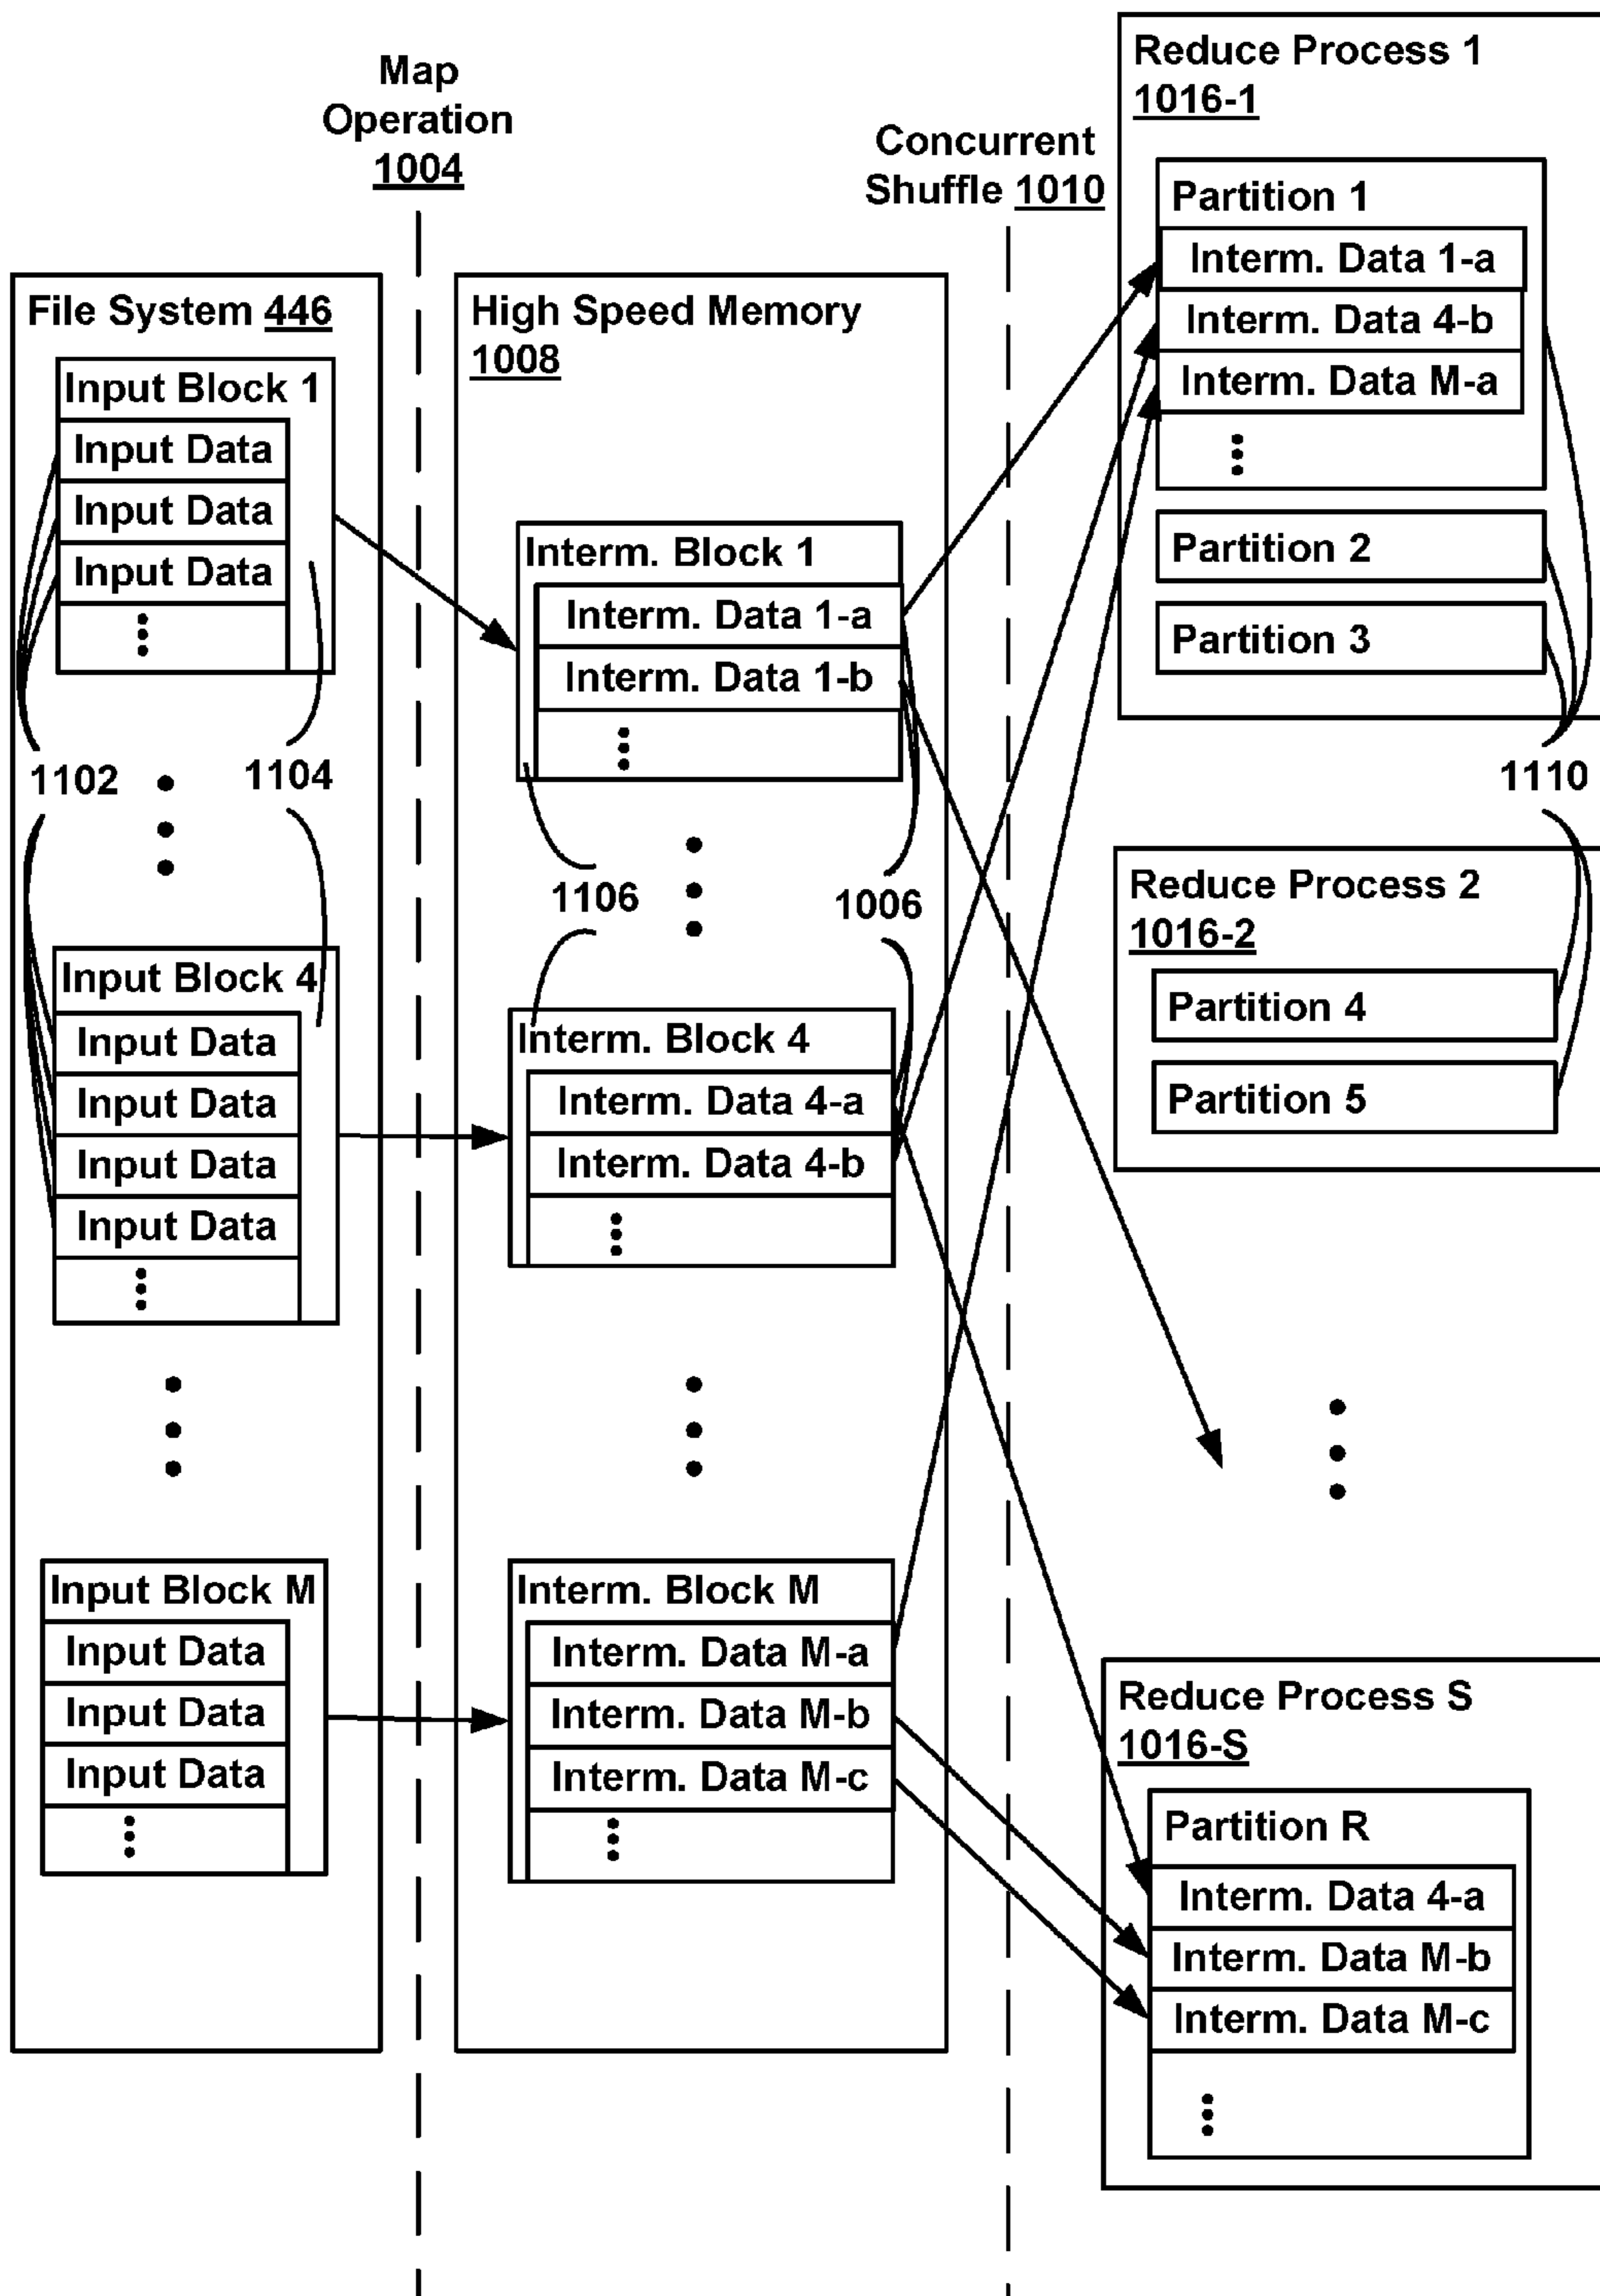 Map
Operation
1004
Concurrent
Shuffle 1010
File System 446
Input Block 1
Input Data
Input Data
Input Data
1102
1104
Input Block 4
Input Data
Input Data
Input Data
Input Data
Input Block M
Input Data
Input Data
Input Data
High Speed Memory
1008
Interm. Block 1
Interm. Data 1-a
Interm. Data 1-b
1106
1006
Interm. Block 4
Interm. Data 4-a
Interm. Data 4-b
Interm. Block M
Interm. Data M-a
Interm. Data M-b
Interm. Data M-c
Reduce Process 1
1016-1
Partition 1
Interm. Data 1-a
Interm. Data 4-b
Interm. Data M-a
Partition 2
Partition 3
1110
Reduce Process 2
1016-2
Partition 4
Partition 5
Reduce Process S
1016-S
Partition R
Interm. Data 4-a
Interm. Data M-b
Interm. Data M-c